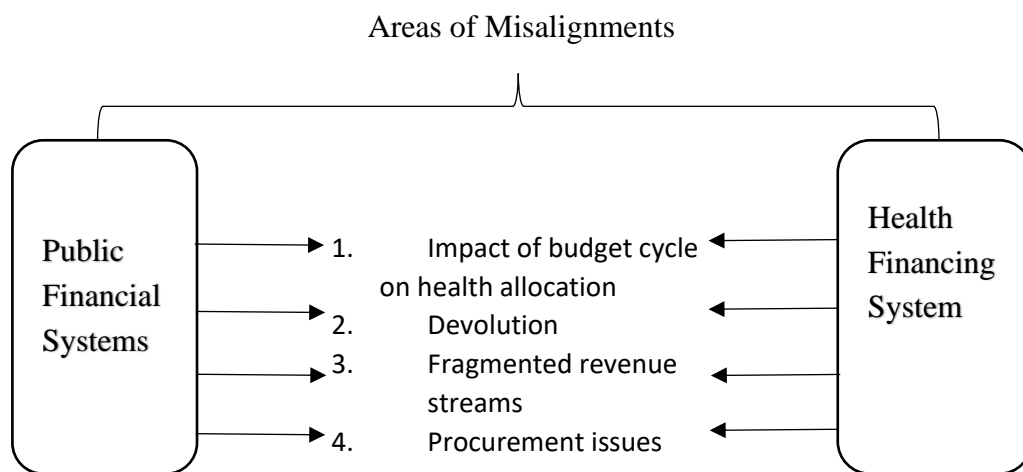 Areas of Misalignments
Public
Financial
Systems
1. Impact of budget cycle
on health allocation
2. Devolution
3. Fragmented revenue
streams
4. Procurement issues
Health
Financing
System